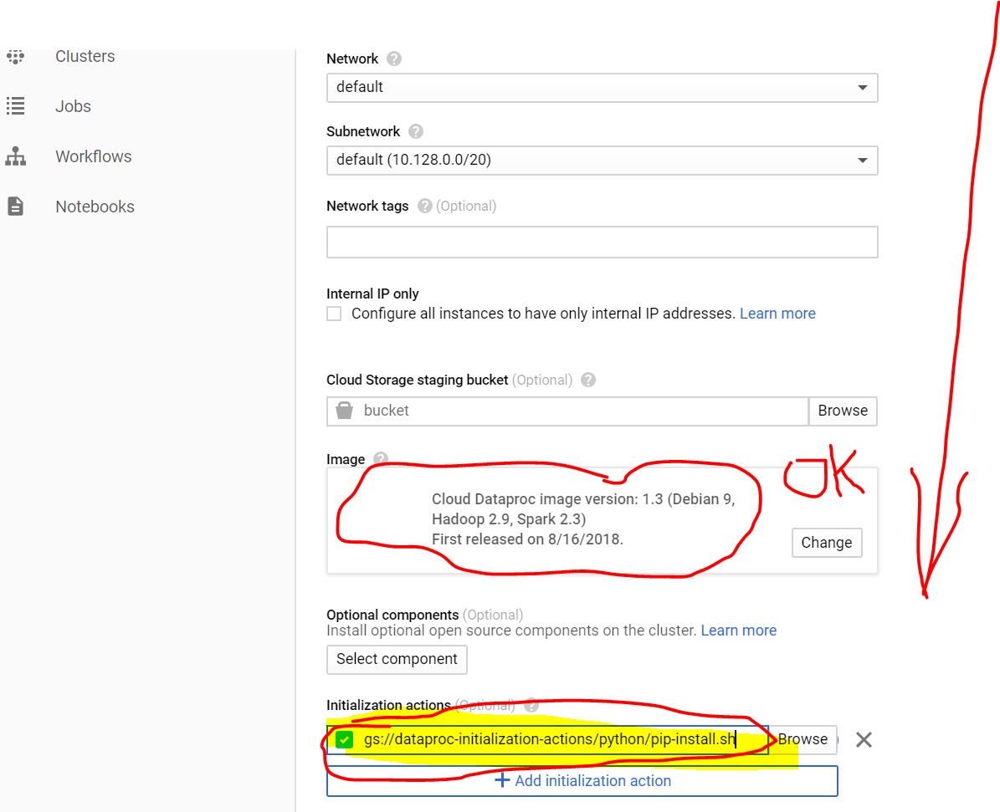 Clusters
Jobs
Workflows
Notebooks
Network ?
default
Subnetwork ?
default (10.128.0.0/20)
Network tags ? (Optional)
Internal IP only
Configure all instances to have only internal IP addresses. Learn more
Cloud Storage staging bucket (Optional) ?
bucket Browse
Image ?
OK
Cloud Dataproc image version: 1.3 (Debian 9,
Hadoop 2.9, Spark 2.3)
First released on 8/16/2018.
Change
Optional components (Optional)
Install optional open source components on the cluster. Learn more
Select component
Initialization actions (Optional) ?
gs://dataproc-initialization-actions/python/pip-install.sh Browse
+ Add initialization action